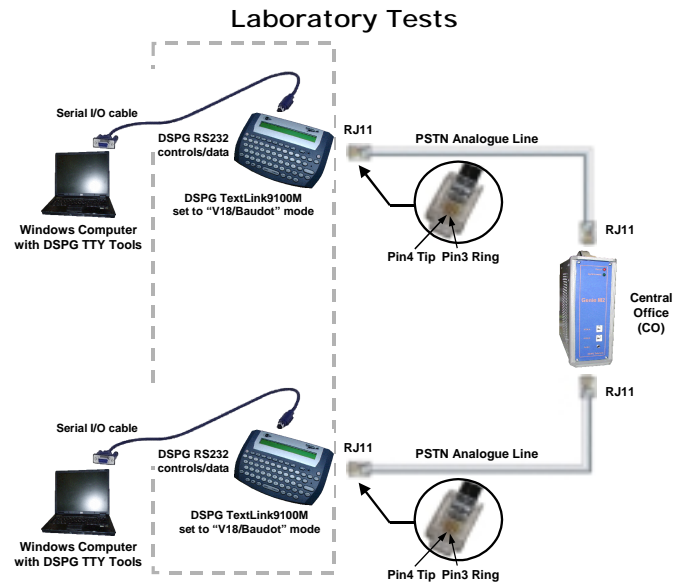 Laboratory Tests
Serial I/O cable
DSPG RS232
controls/data
DSPG TextLink9100M
set to “V18/Baudot” mode
Windows Computer
with DSPG TTY Tools
RJ11
PSTN Analogue Line
Pin4 Tip Pin3 Ring
RJ11
Central
Office
(CO)
RJ11
Serial I/O cable
DSPG RS232
controls/data
DSPG TextLink9100M
set to “V18/Baudot” mode
Windows Computer
with DSPG TTY Tools
RJ11
PSTN Analogue Line
Pin4 Tip Pin3 Ring